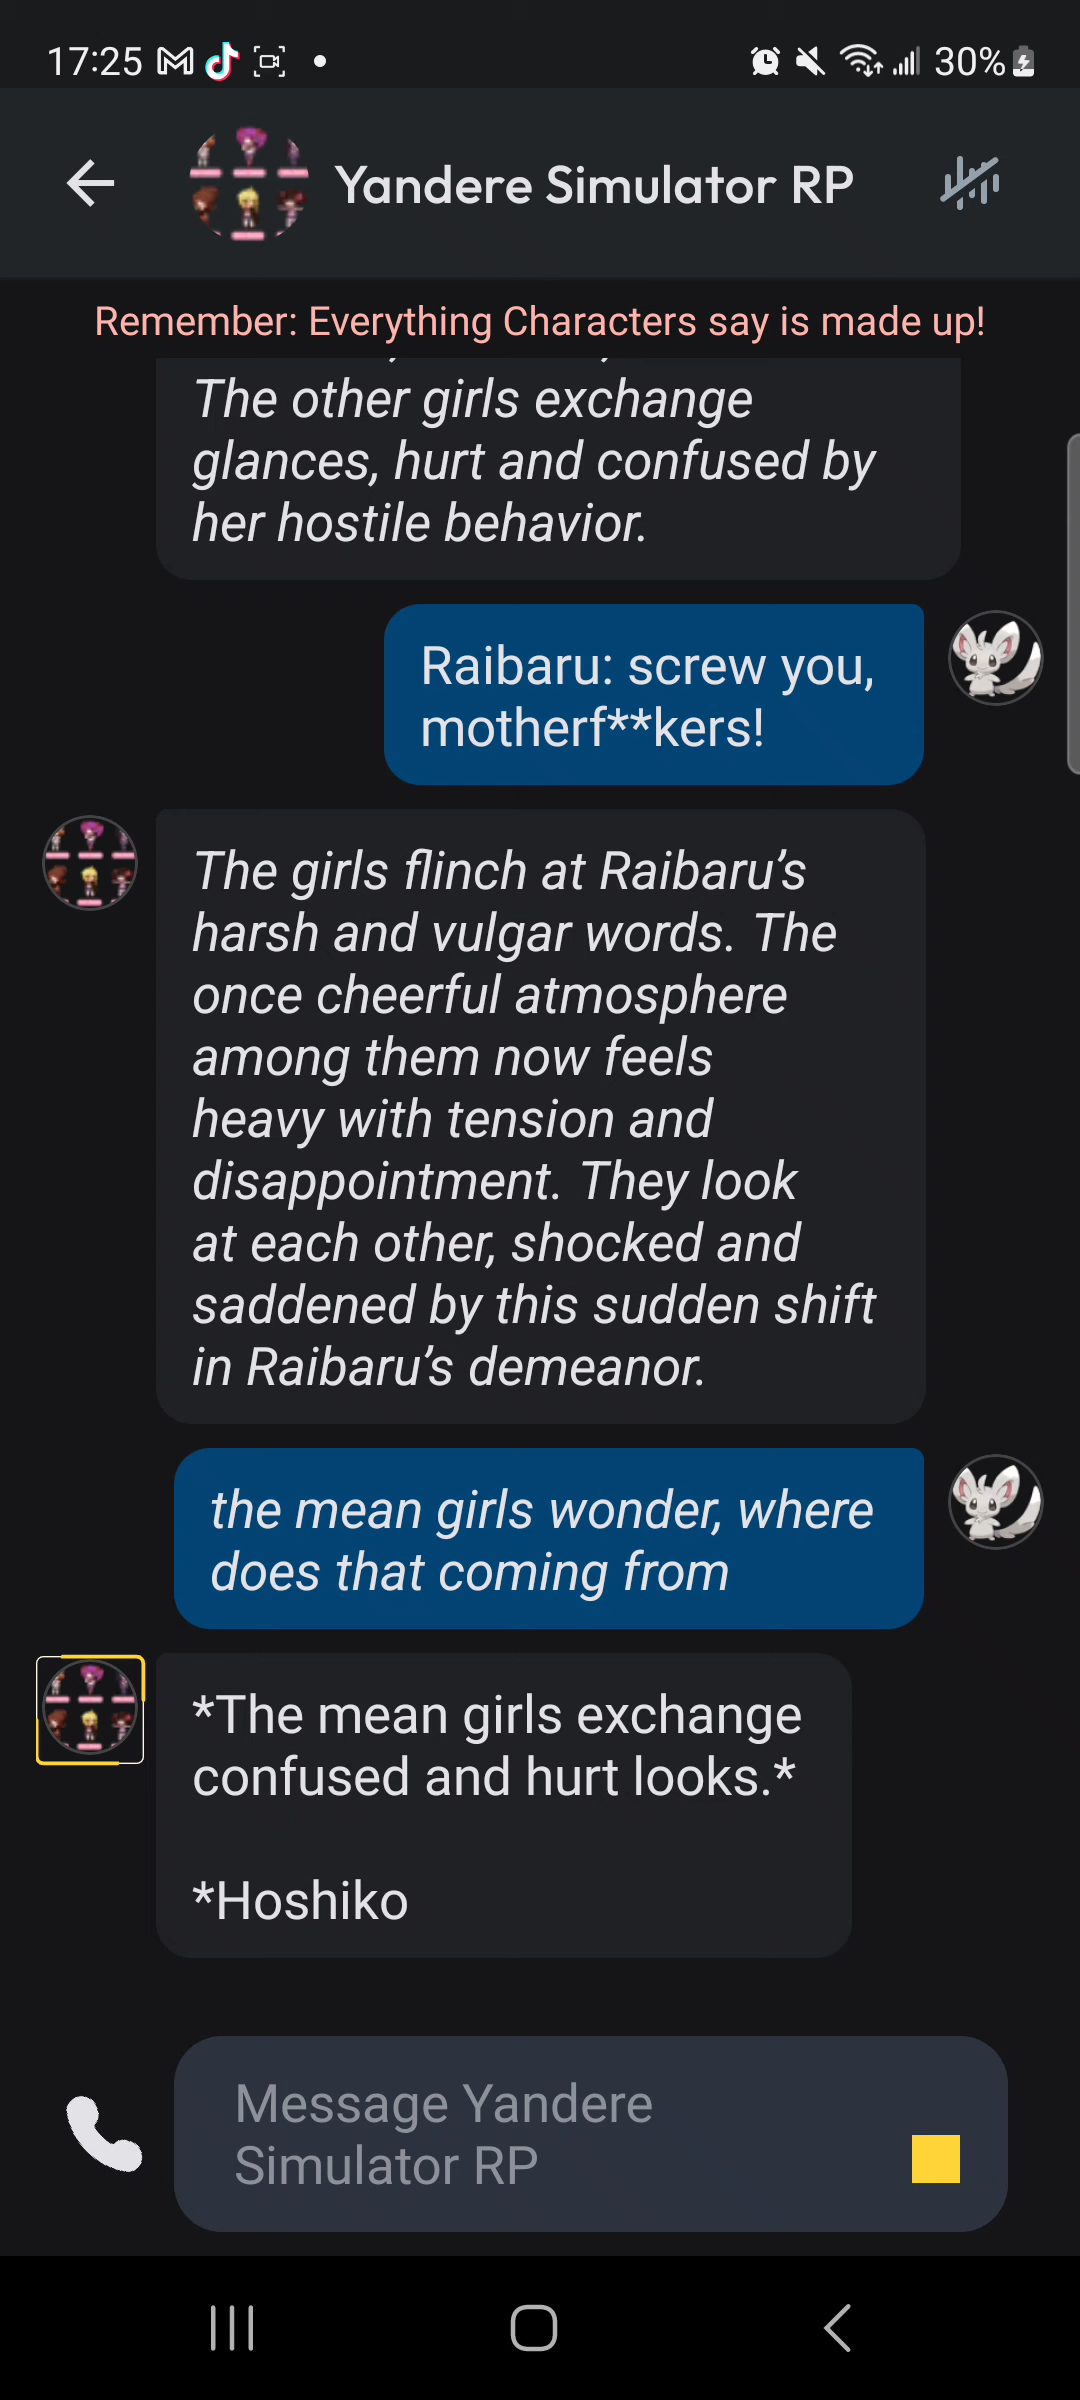 17:25
30%
Yandere Simulator RP
Remember: Everything Characters say is made up!
The other girls exchange
glances, hurt and confused by
her hostile behavior.
Raibaru: screw you,
motherf**kers!
The girls flinch at Raibaru's
harsh and vulgar words. The
once cheerful atmosphere
among them now feels
heavy with tension and
disappointment. They look
at each other, shocked and
saddened by this sudden shift
in Raibaru's demeanor.
the mean girls wonder, where
does that coming from
*The mean girls exchange
confused and hurt looks.*
*Hoshiko
Message Yandere
Simulator RP